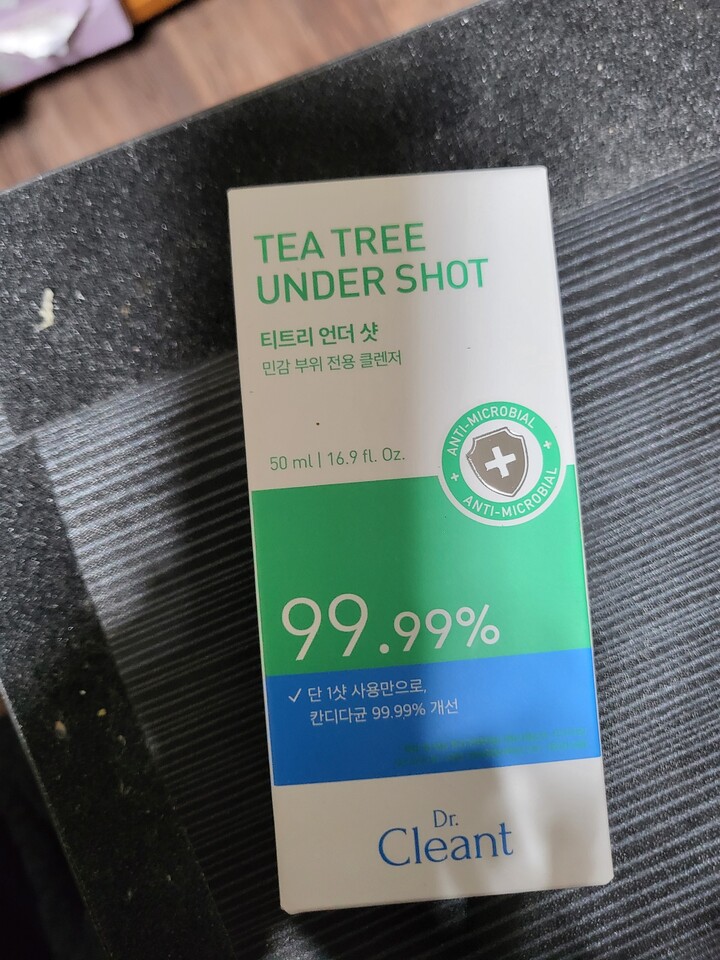 TEA TREE
UNDER SHOT
티트리 언더 샷
민감 부위 전용 클렌저
50 ml | 16.9 fl. Oz.
ANTI-MICROBIAL
ANTI-MICROBIAL
99.99%
단 1샷 사용만으로,
칸디다균 99.99% 개선
Dr.
Cleant